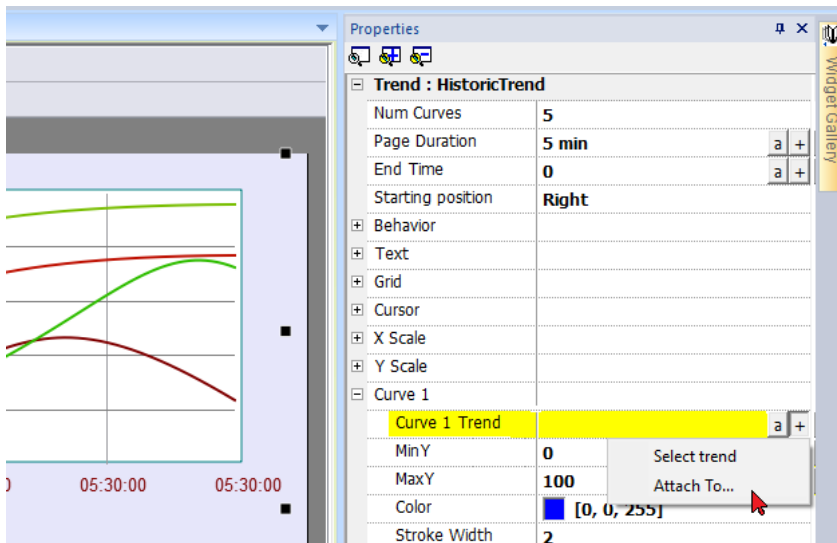 Properties
Trend : HistoricTrend
Num Curves 5
Page Duration 5 min a +
End Time 0 a +
Starting position Right
Behavior
Text
Grid
Cursor
X Scale
Y Scale
Curve 1
Curve 1 Trend a +
MinY 0
Select trend
MaxY 100
Attach To...
Color [0, 0, 255]
Stroke Width 2
05:30:00 05:30:00
Widget Gallery